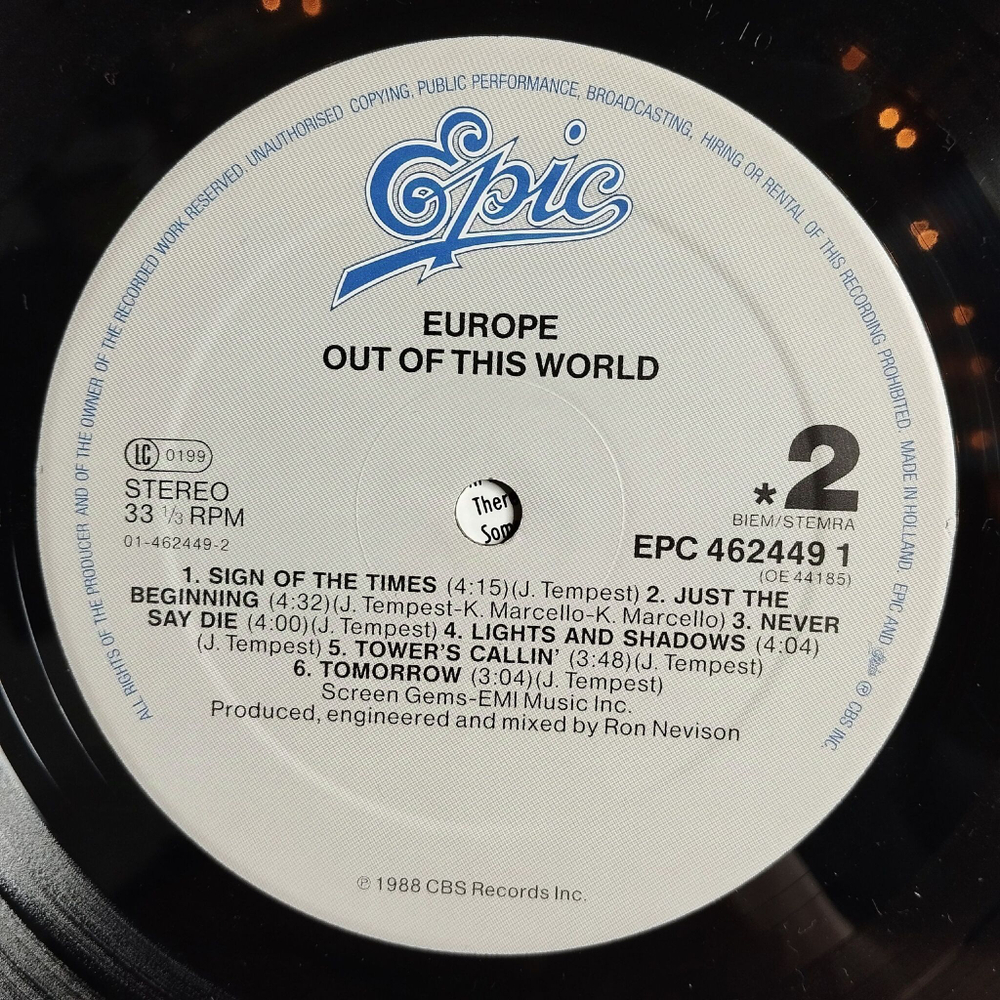 ALL RIGHTS OF THE PRODUCER AND OF THE OWNER OF THE RECORDED WORK RESERVED. UNAUTHORISED COPYING, PUBLIC PERFORMANCE, BROADCASTING, HIRING OR RENTAL OF THIS RECORDING PROHIBITED. MADE IN HOLLAND EPIC AND ℗ CBS INC.
Epic
EUROPE
OUT OF THIS WORLD
LC 0199
STEREO
33 1/3 RPM
01-462449-2
Ther
Som
*2
BIEM/STEMRA
EPC 462449 1
(OE 44185)
1. SIGN OF THE TIMES (4:15)(J. Tempest) 2. JUST THE
BEGINNING (4:32)(J. Tempest-K. Marcello-K. Marcello) 3. NEVER
SAY DIE (4:00)(J. Tempest) 4. LIGHTS AND SHADOWS (4:04)
(J. Tempest) 5. TOWER'S CALLIN' (3:48)(J. Tempest)
6. TOMORROW (3:04)(J. Tempest)
Screen Gems-EMI Music Inc.
Produced, engineered and mixed by Ron Nevison
℗ 1988 CBS Records Inc.